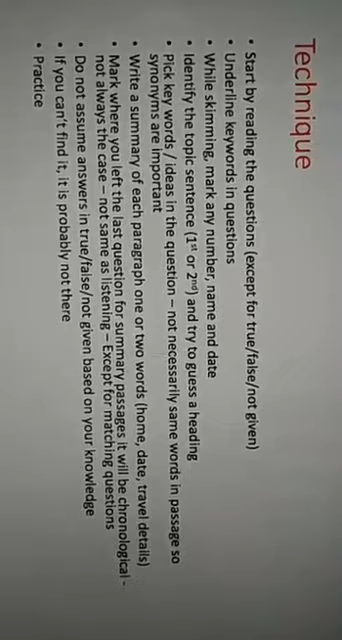 Technique
• Start by reading the questions (except for true/false/not given)
• Underline keywords in questions
• While skimming, mark any number, name and date
• Identify the topic sentence (1st or 2nd) and try to guess a heading
• Pick key words / ideas in the question – not necessarily same words in passage so
synonyms are important
• Write a summary of each paragraph one or two words (home, date, travel details)
• Mark where you left the last question for summary passages it will be chronological -
not always the case – not same as listening – Except for matching questions
• Do not assume answers in true/false/not given based on your knowledge
• If you can't find it, it is probably not there
• Practice